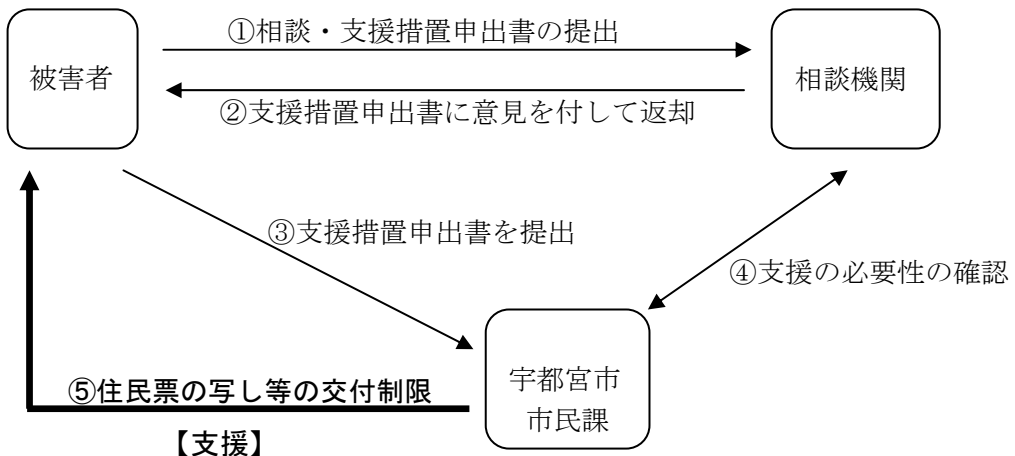 ①相談・支援措置申出書の提出
被害者
相談機関
②支援措置申出書に意見を付して返却
③支援措置申出書を提出
④支援の必要性の確認
宇都宮市
市民課
⑤住民票の写し等の交付制限
【支援】